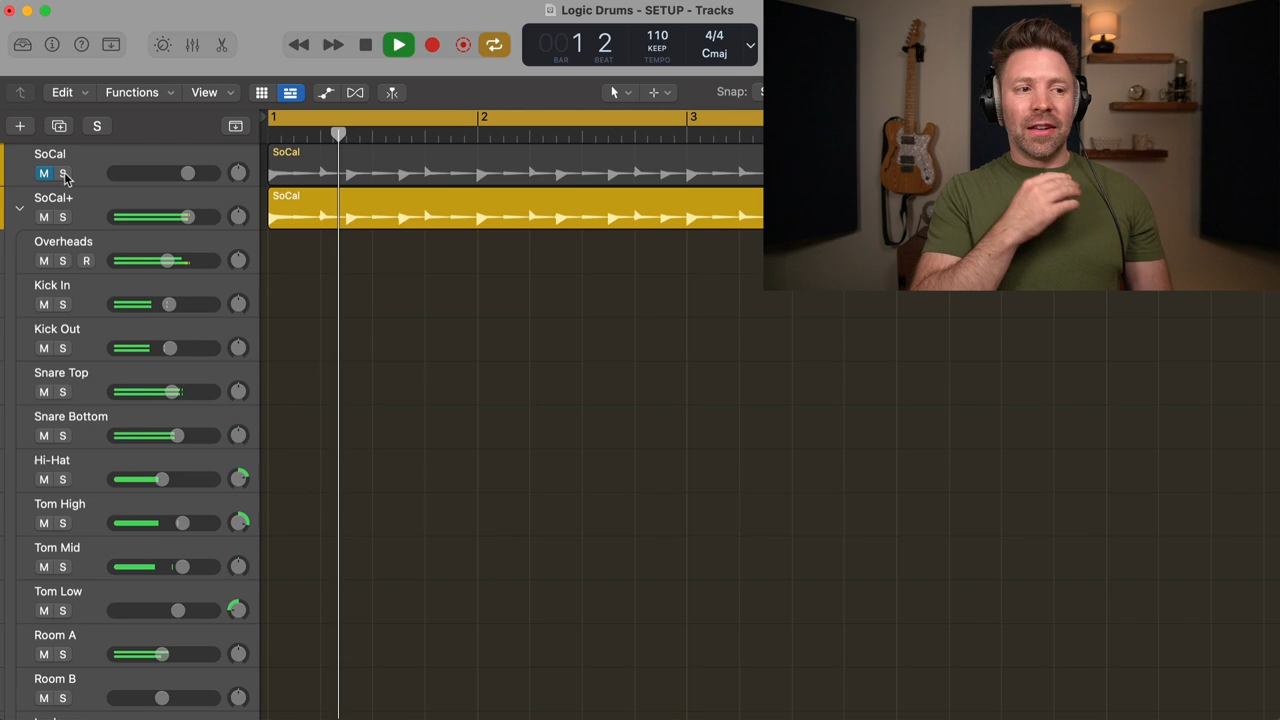 Logic Drums - SETUP - Tracks
001 2
BAR BEAT
110
KEEP
TEMPO
4/4
Cmaj
Edit Functions View Snap:
S
1 2 3
SoCal
M S
SoCal
SoCal+
M S
SoCal
Overheads
M S R
Kick In
M S
Kick Out
M S
Snare Top
M S
Snare Bottom
M S
Hi-Hat
M S
Tom High
M S
Tom Mid
M S
Tom Low
M S
Room A
M S
Room B
M S